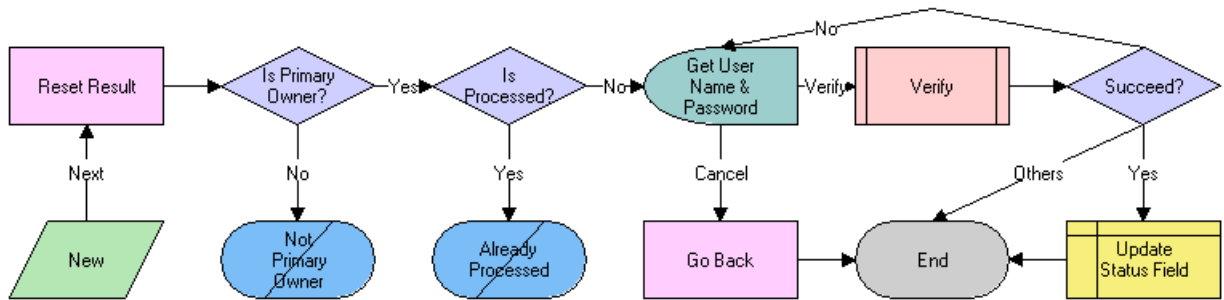 No
Reset Result
Is Primary
Owner?
Yes
Is
Processed?
No
Get User
Name &
Password
Verify
Verify
Succeed?
Next
No
Yes
Cancel
Others
Yes
New
Not
Primary
Owner
Already
Processed
Go Back
End
Update
Status Field